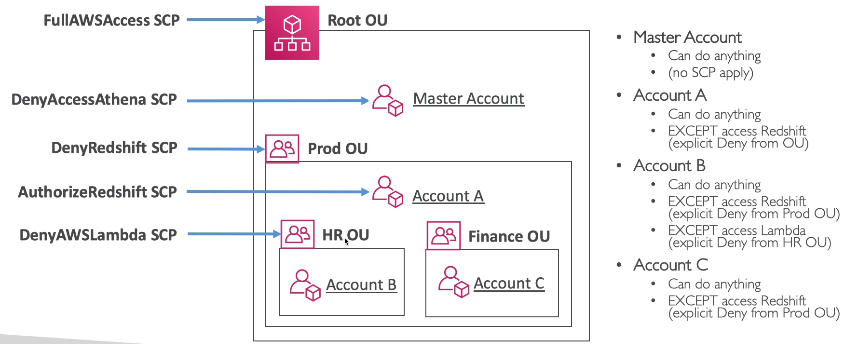 FullAWSAccess SCP
Root OU
DenyAccessAthena SCP
Master Account
DenyRedshift SCP
Prod OU
AuthorizeRedshift SCP
Account A
DenyAWSLambda SCP
HR OU
Finance OU
Account B
Account C
• Master Account
• Can do anything
• (no SCP apply)
• Account A
• Can do anything
• EXCEPT access Redshift
(explicit Deny from OU)
• Account B
• Can do anything
• EXCEPT access Redshift
(explicit Deny from Prod OU)
• EXCEPT access Lambda
(explicit Deny from HR OU)
• Account C
• Can do anything
• EXCEPT access Redshift
(explicit Deny from Prod OU)